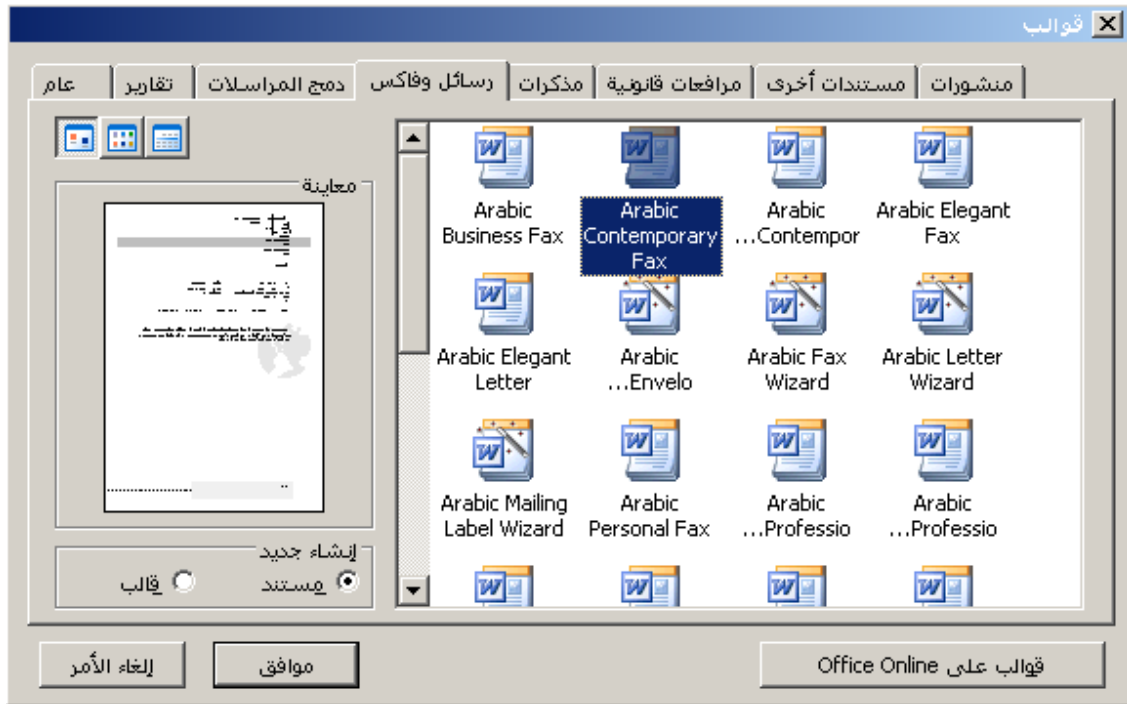 قوالب
منشورات
مستندات أخرى
مرافعات قانونية
مذكرات
رسائل وفاكس
دمج المراسلات
تقارير
عام
Arabic
Business Fax
Arabic
Contemporary
Fax
Arabic
...Contempor
Arabic Elegant
Fax
Arabic Elegant
Letter
Arabic
...Envelo
Arabic Fax
Wizard
Arabic Letter
Wizard
Arabic Mailing
Label Wizard
Arabic
Personal Fax
Arabic
...Professio
Arabic
...Professio
معاينة
إنشاء جديد
مستند
قالب
قوالب على Office Online
موافق
إلغاء الأمر